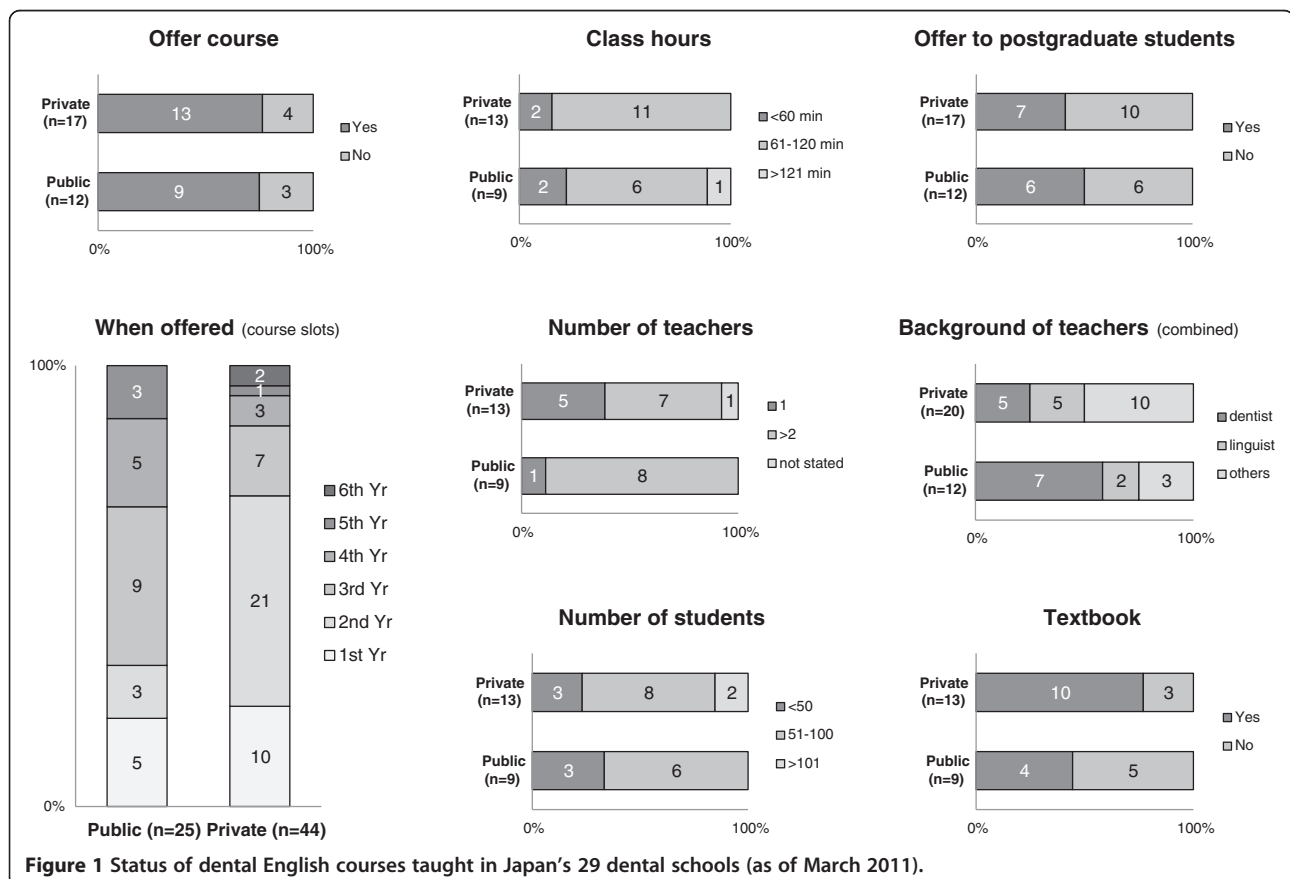 Offer course
Private
(n=17)
13
4
Public
(n=12)
9
3
Yes
No
0%
100%
Class hours
Private
(n=13)
2
11
Public
(n=9)
2
6
1
<60 min
61-120 min
>121 min
0%
100%
Offer to postgraduate students
Private
(n=17)
7
10
Public
(n=12)
6
6
Yes
No
0%
100%
When offered (course slots)
100%
3
5
9
3
5
2
1
3
7
21
10
6th Yr
5th Yr
4th Yr
3rd Yr
2nd Yr
1st Yr
0%
Public (n=25) Private (n=44)
Number of teachers
Private
(n=13)
5
7
1
Public
(n=9)
1
8
1
>2
not stated
0%
100%
Background of teachers (combined)
Private
(n=20)
5
5
10
Public
(n=12)
7
2
3
dentist
linguist
others
0%
100%
Number of students
Private
(n=13)
3
8
2
Public
(n=9)
3
6
<50
51-100
>101
0%
100%
Textbook
Private
(n=13)
10
3
Public
(n=9)
4
5
Yes
No
0%
100%
Figure 1 Status of dental English courses taught in Japan's 29 dental schools (as of March 2011).